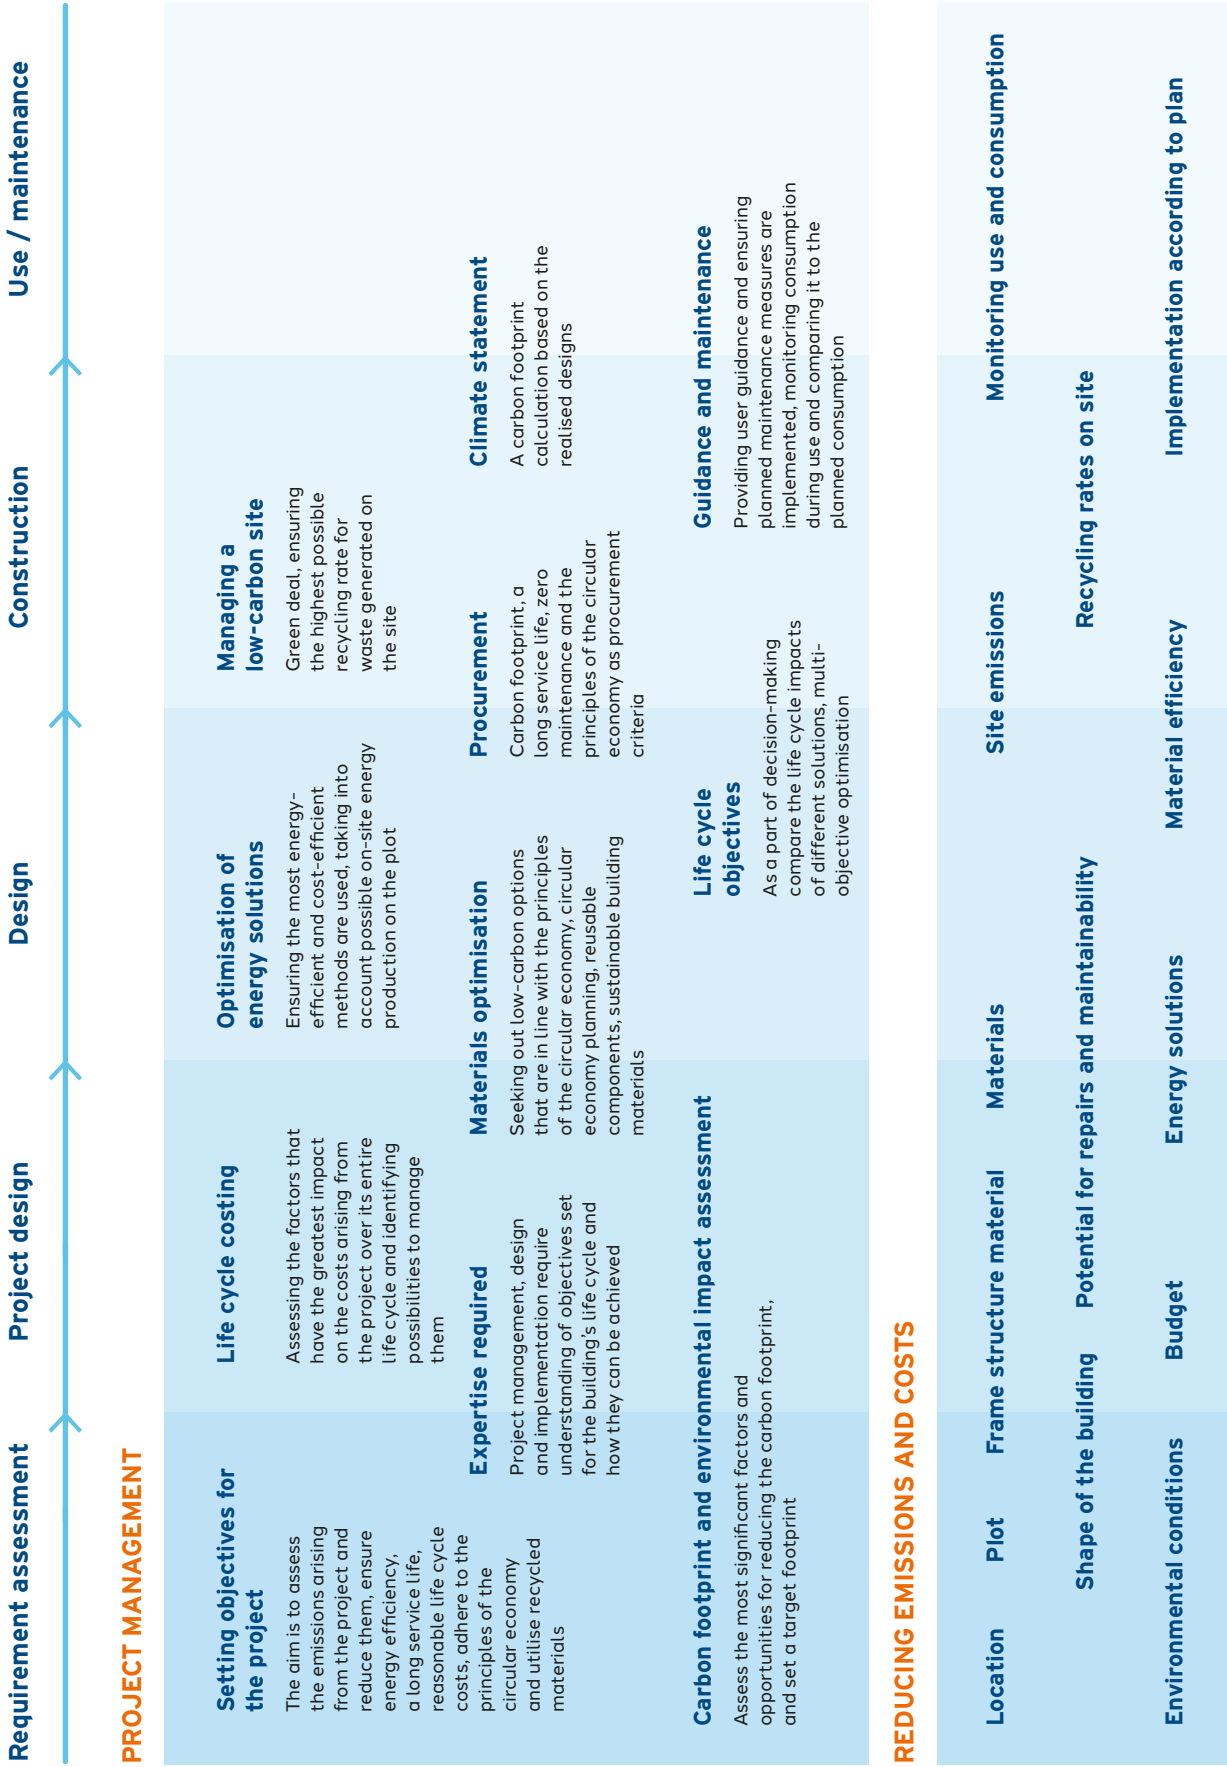 Requirement assessment
Project design
Design
Construction
Use / maintenance
PROJECT MANAGEMENT
Setting objectives for
the project
The aim is to assess
the emissions arising
from the project and
reduce them, ensure
energy efficiency,
a long service life,
reasonable life cycle
costs, adhere to the
principles of the
circular economy
and utilise recycled
materials
Life cycle costing
Assessing the factors that
have the greatest impact
on the costs arising from
the project over its entire
life cycle and identifying
possibilities to manage
them
Optimisation of
energy solutions
Ensuring the most energy-
efficient and cost-efficient
methods are used, taking into
account possible on-site energy
production on the plot
Managing a
low-carbon site
Green deal, ensuring
the highest possible
recycling rate for
waste generated on
the site
Expertise required
Project management, design
and implementation require
understanding of objectives set
for the building's life cycle and
how they can be achieved
Materials optimisation
Seeking out low-carbon options
that are in line with the principles
of the circular economy, circular
economy planning, reusable
components, sustainable building
materials
Procurement
Carbon footprint, a
long service life, zero
maintenance and the
principles of the circular
economy as procurement
criteria
Climate statement
A carbon footprint
calculation based on the
realised designs
Carbon footprint and environmental impact assessment
Assess the most significant factors and
opportunities for reducing the carbon footprint,
and set a target footprint
Life cycle
objectives
As a part of decision-making
compare the life cycle impacts
of different solutions, multi-
objective optimisation
Guidance and maintenance
Providing user guidance and ensuring
planned maintenance measures are
implemented, monitoring consumption
during use and comparing it to the
planned consumption
REDUCING EMISSIONS AND COSTS
Location
Plot
Frame structure material
Materials
Site emissions
Monitoring use and consumption
Shape of the building
Potential for repairs and maintainability
Recycling rates on site
Environmental conditions
Budget
Energy solutions
Material efficiency
Implementation according to plan